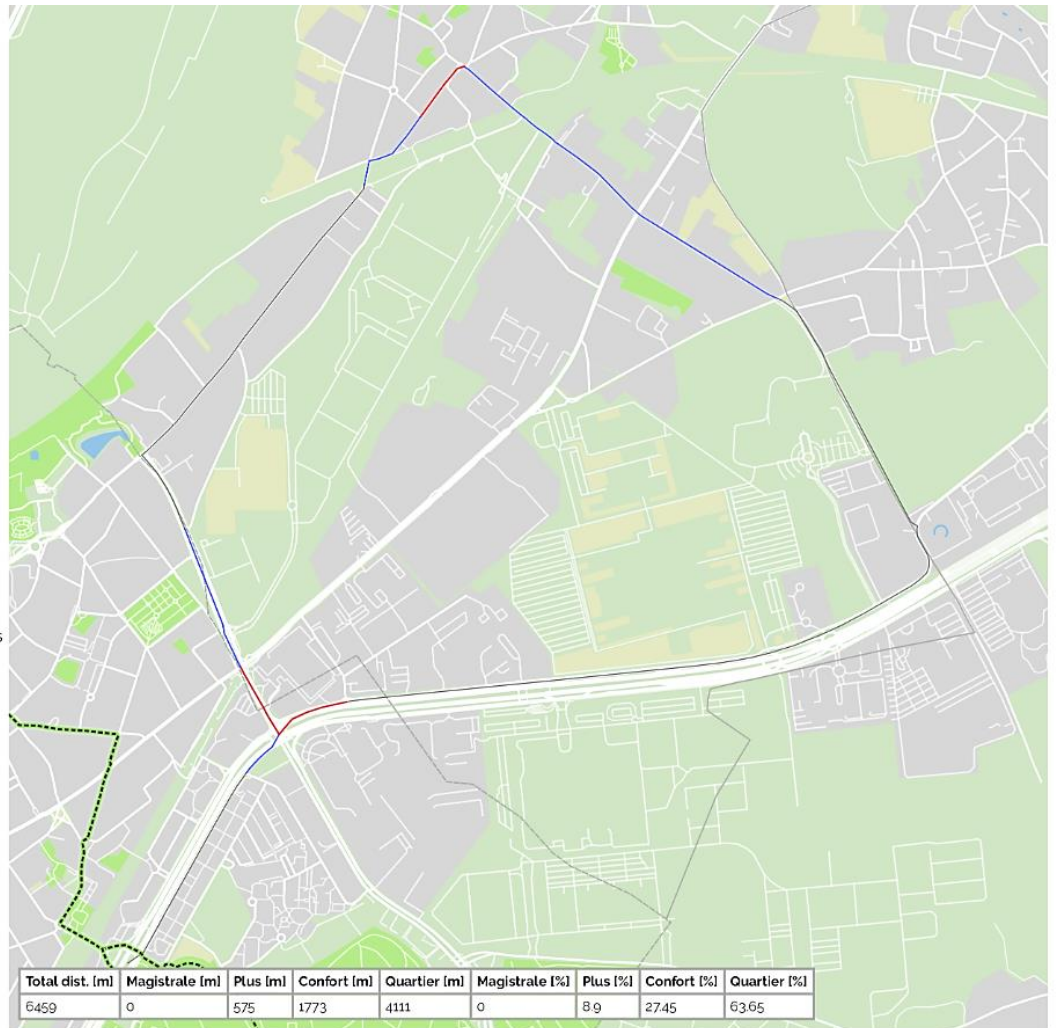 s
Total dist. [m] Magistrale [m] Plus [m] Confort [m] Quartier [m] Magistrale [%] Plus [%] Confort [%] Quartier [%]
6459 0 575 1773 4111 0 8.9 27.45 63.65